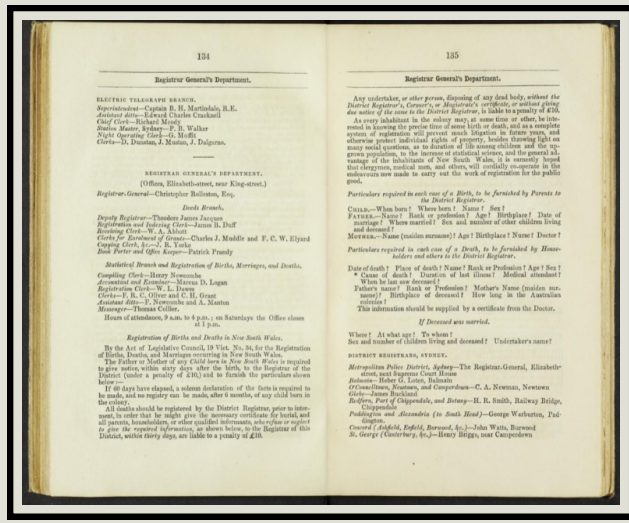 134
Registrar General's Department.
ELECTRIC TELEGRAPH BRANCH.
Superintendent—Captain B. H. Martindale, R.E.
Assistant ditto—Edward Charles Cracknell
Chief Clerk—Richard Moody
Station Master, Sydney—P. B. Walker
Night Operating Clerk—G. Moffit
Clerks—D. Dunstan, J. Muston, J. Dalgarno.
REGISTRAR GENERAL'S DEPARTMENT.
(Offices, Elizabeth-street, near King-street.)
Registrar-General—Christopher Rolleston, Esq.
Deeds Branch.
Deputy Registrar—Theodore James Jacques
Registration and Indexing Clerk—James B. Duff
Receiving Clerk—W. A. Abbott
Clerks for Enrolment of Grants—Charles J. Muddle and F. C. W. Elyard
Copying Clerk, &c.—J. R. Yorke
Book Porter and Office Keeper—Patrick Prandy
Statistical Branch and Registration of Births, Marriages, and Deaths.
Compiling Clerk—Henry Newcombe
Accountant and Examiner—Marcus D. Logan
Registration Clerk—W. L. Dawes
Clerks—F. R. C. Oliver and C. H. Grant
Assistant ditto—F. Newcombe and A. Manton
Messenger—Thomas Collier.
Hours of attendance, 9 a.m. to 4 p.m.; on Saturdays the Office closes
at 1 p.m.
Registration of Births and Deaths in New South Wales.
By the Act of Legislative Council, 19 Vict. No. 34, for the Registration
of Births, Deaths, and Marriages occurring in New South Wales.
The Father or Mother of any Child born in New South Wales is required
to give notice, within sixty days after the birth, to the Registrar of the
District (under a penalty of £10,) and to furnish the particulars shown
below:—
If 60 days have elapsed, a solemn declaration of the facts is required to
be made, and no registry can be made, after 6 months, of any child born in
the colony.
All deaths should be registered by the District Registrar, prior to inter-
ment, in order that he might give the necessary certificate for burial, and
all parents, householders, or other qualified informants, who refuse or neglect
to give the required information, as shown below, to the Registrar of this
District, within thirty days, are liable to a penalty of £10.
135
Registrar General's Department.
Any undertaker, or other person, disposing of any dead body, without the
District Registrar's, Coroner's, or Magistrate's certificate, or without giving
due notice of the same to the District Registrar, is liable to a penalty of £10.
As every inhabitant in the colony may, at some time or other, be inte-
rested in knowing the precise time of some birth or death, and as a complete
system of registration will prevent much litigation in future years, and
otherwise protect individual rights of property, besides throwing light on
many social questions, as to duration of life among children and the up-
grown population, to the increase of statistical science, and the general ad-
vantage of the inhabitants of New South Wales, it is earnestly hoped
that clergymen, medical men, and others, will cordially co-operate in the
endeavours now made to carry out the work of registration for the public
good.
Particulars required in each case of a Birth, to be furnished by Parents to
the District Registrar.
CHILD.—When born? Where born? Name? Sex?
FATHER.—Name? Rank or profession? Age? Birthplace? Date of
marriage? Where married? Sex and number of other children living
and deceased?
MOTHER.—Name (maiden surname)? Age? Birthplace? Nurse? Doctor?
Particulars required in each case of a Death, to be furnished by House-
holders and others to the District Registrar.
Date of death? Place of death? Name? Rank or Profession? Age? Sex?
* Cause of death? Duration of last illness? Medical attendant?
When he last saw deceased?
Father's name? Rank or Profession? Mother's Name (maiden sur-
name)? Birthplace of deceased? How long in the Australian
colonies?
This information should be supplied by a certificate from the Doctor.
If Deceased was married.
Where? At what age? To whom?
Sex and number of children living and deceased? Undertaker's name?
DISTRICT REGISTRARS, SYDNEY;
Metropolitan Police District, Sydney—The Registrar-General, Elizabeth-
street, near Supreme Court House
Balmain—Heber G. Lotze, Balmain
O'Connelltown, Newtown, and Camperdown—C. A. Newman, Newtown
Glebe—James Buckland
Redfern, Part of Chippendale, and Botany—H. R. Smith, Railway Bridge,
Chippendale
Paddington and Alexandria (to South Head)—George Warburton, Pad-
dington.
Concord (Ashfield, Enfield, Burwood, &c.)—John Watts, Burwood
St. George (Canterbury, &c.)—Henry Briggs, near Camperdown